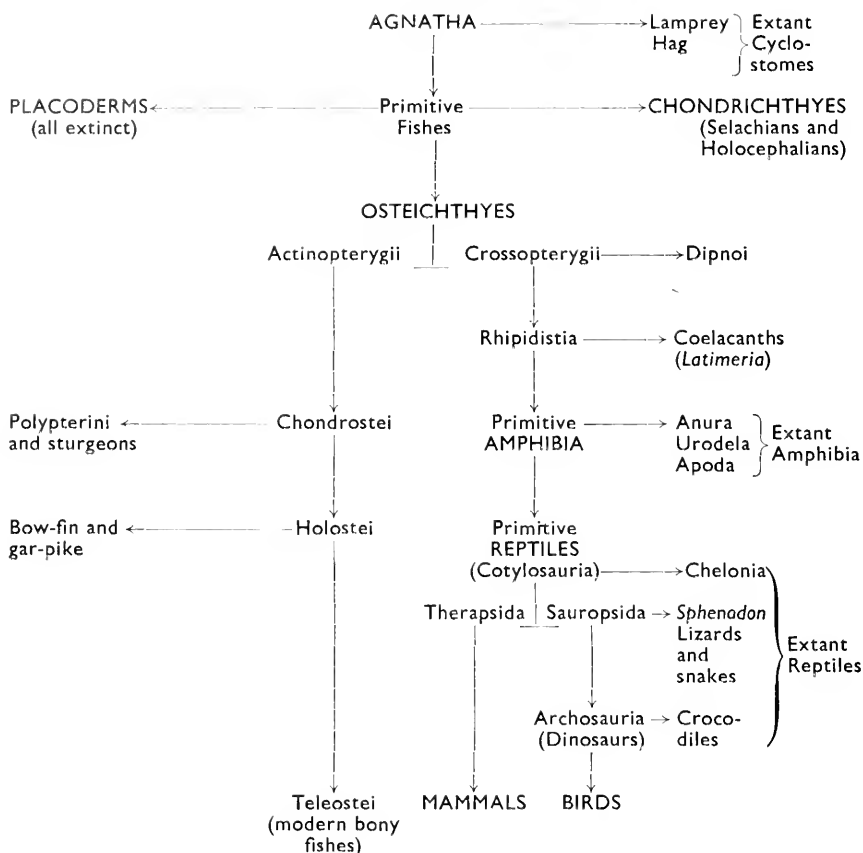 AGNATHA
Lamprey
Hag
Extant
Cyclo-
stomes
PLACODERMS
(all extinct)
Primitive
Fishes
CHONDRICHTHYES
(Selachians and
Holocephalians)
OSTEICHTHYES
Actinopterygii
Crossopterygii
Dipnoi
Rhipidistia
Coelacanths
(Latimeria)
Polypterini
and sturgeons
Chondrostei
Primitive
AMPHIBIA
Anura
Urodela
Apoda
Extant
Amphibia
Bow-fin and
gar-pike
Holostei
Primitive
REPTILES
(Cotylosauria)
Chelonia
Therapsida
Sauropsida
Sphenodon
Lizards
and
snakes
Extant
Reptiles
Archosauria
(Dinosaurs)
Croco-
diles
Teleostei
(modern bony
fishes)
MAMMALS
BIRDS